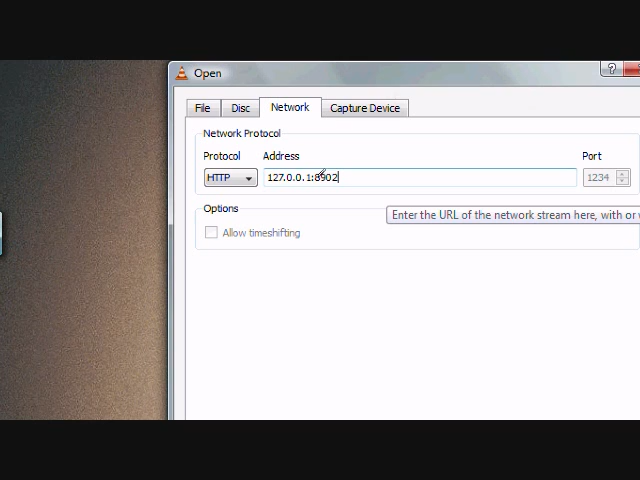 Open
File Disc Network Capture Device
Network Protocol
Protocol Address Port
HTTP 127.0.0.1:8902 1234
Options
Enter the URL of the network stream here, with or
Allow timeshifting